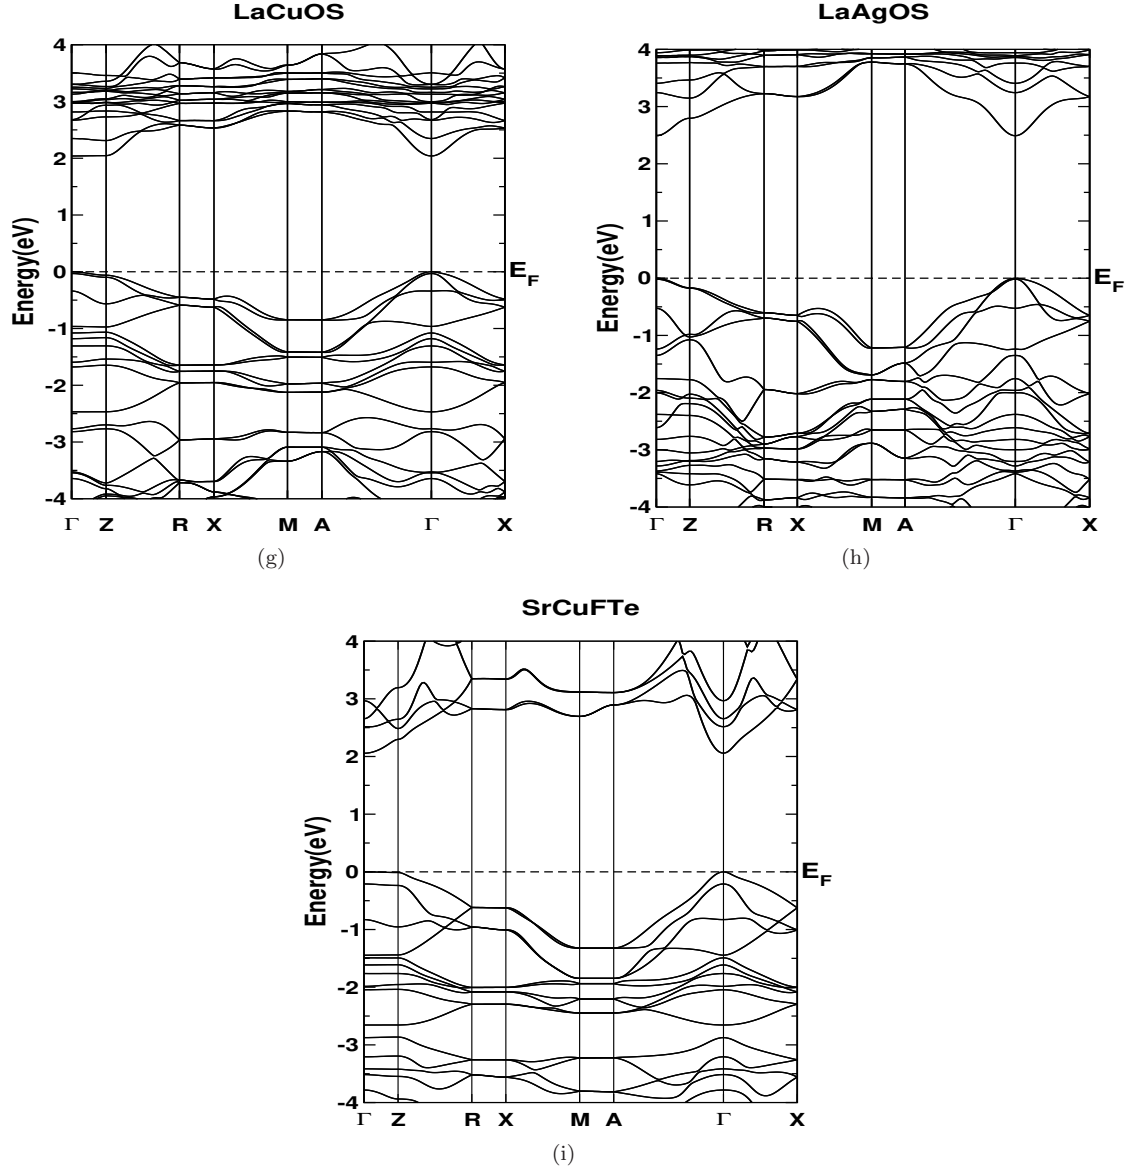 LaCuOS
LaAgOS
4
3
2
1
0
-1
-2
-3
-4
Energy(eV)
E_F
Γ Z R X M A Γ X
(g)
4
3
2
1
0
-1
-2
-3
-4
Energy(eV)
E_F
Γ Z R X M A Γ X
(h)
SrCuFTe
4
3
2
1
0
-1
-2
-3
-4
Energy(eV)
E_F
Γ Z R X M A Γ X
(i)